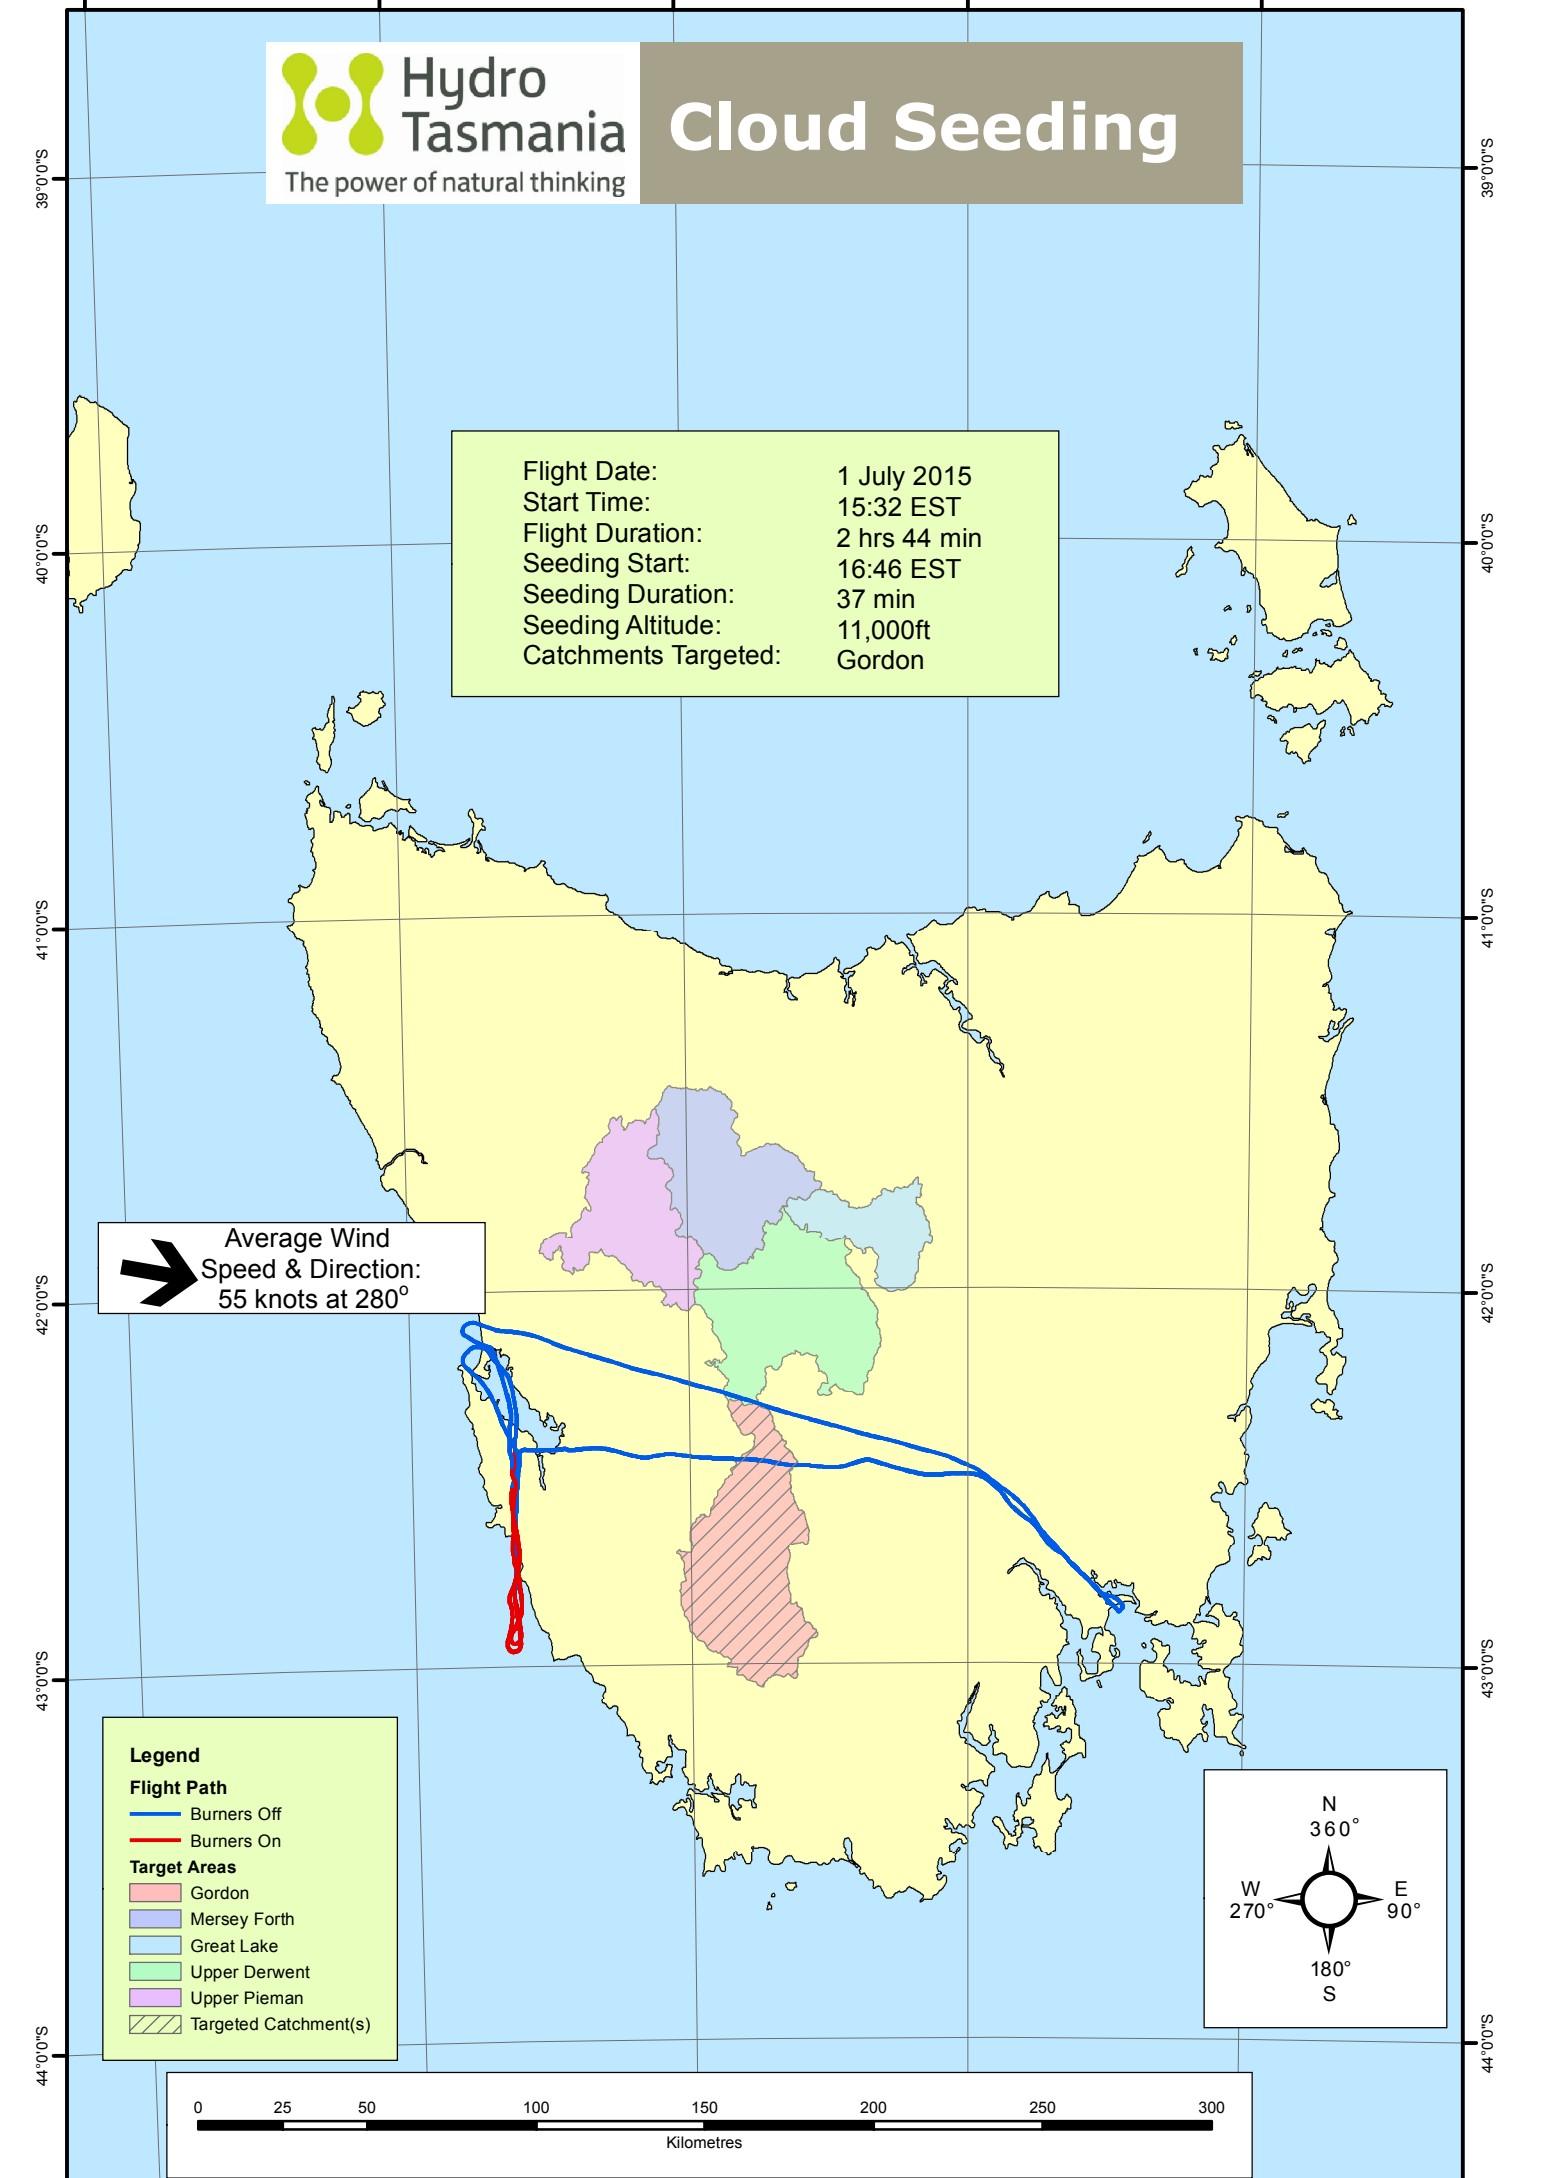 Hydro
Tasmania
The power of natural thinking
Cloud Seeding
39°0'0"S
39°0'0"S
Flight Date: 1 July 2015
Start Time: 15:32 EST
Flight Duration: 2 hrs 44 min
Seeding Start: 16:46 EST
Seeding Duration: 37 min
Seeding Altitude: 11,000ft
Catchments Targeted: Gordon
40°0'0"S
40°0'0"S
41°0'0"S
41°0'0"S
Average Wind
Speed & Direction:
55 knots at 280°
42°0'0"S
42°0'0"S
43°0'0"S
43°0'0"S
Legend
Flight Path
Burners Off
Burners On
Target Areas
Gordon
Mersey Forth
Great Lake
Upper Derwent
Upper Pieman
Targeted Catchment(s)
N
360°
W
270°
E
90°
180°
S
44°0'0"S
44°0'0"S
0 25 50 100 150 200 250 300
Kilometres